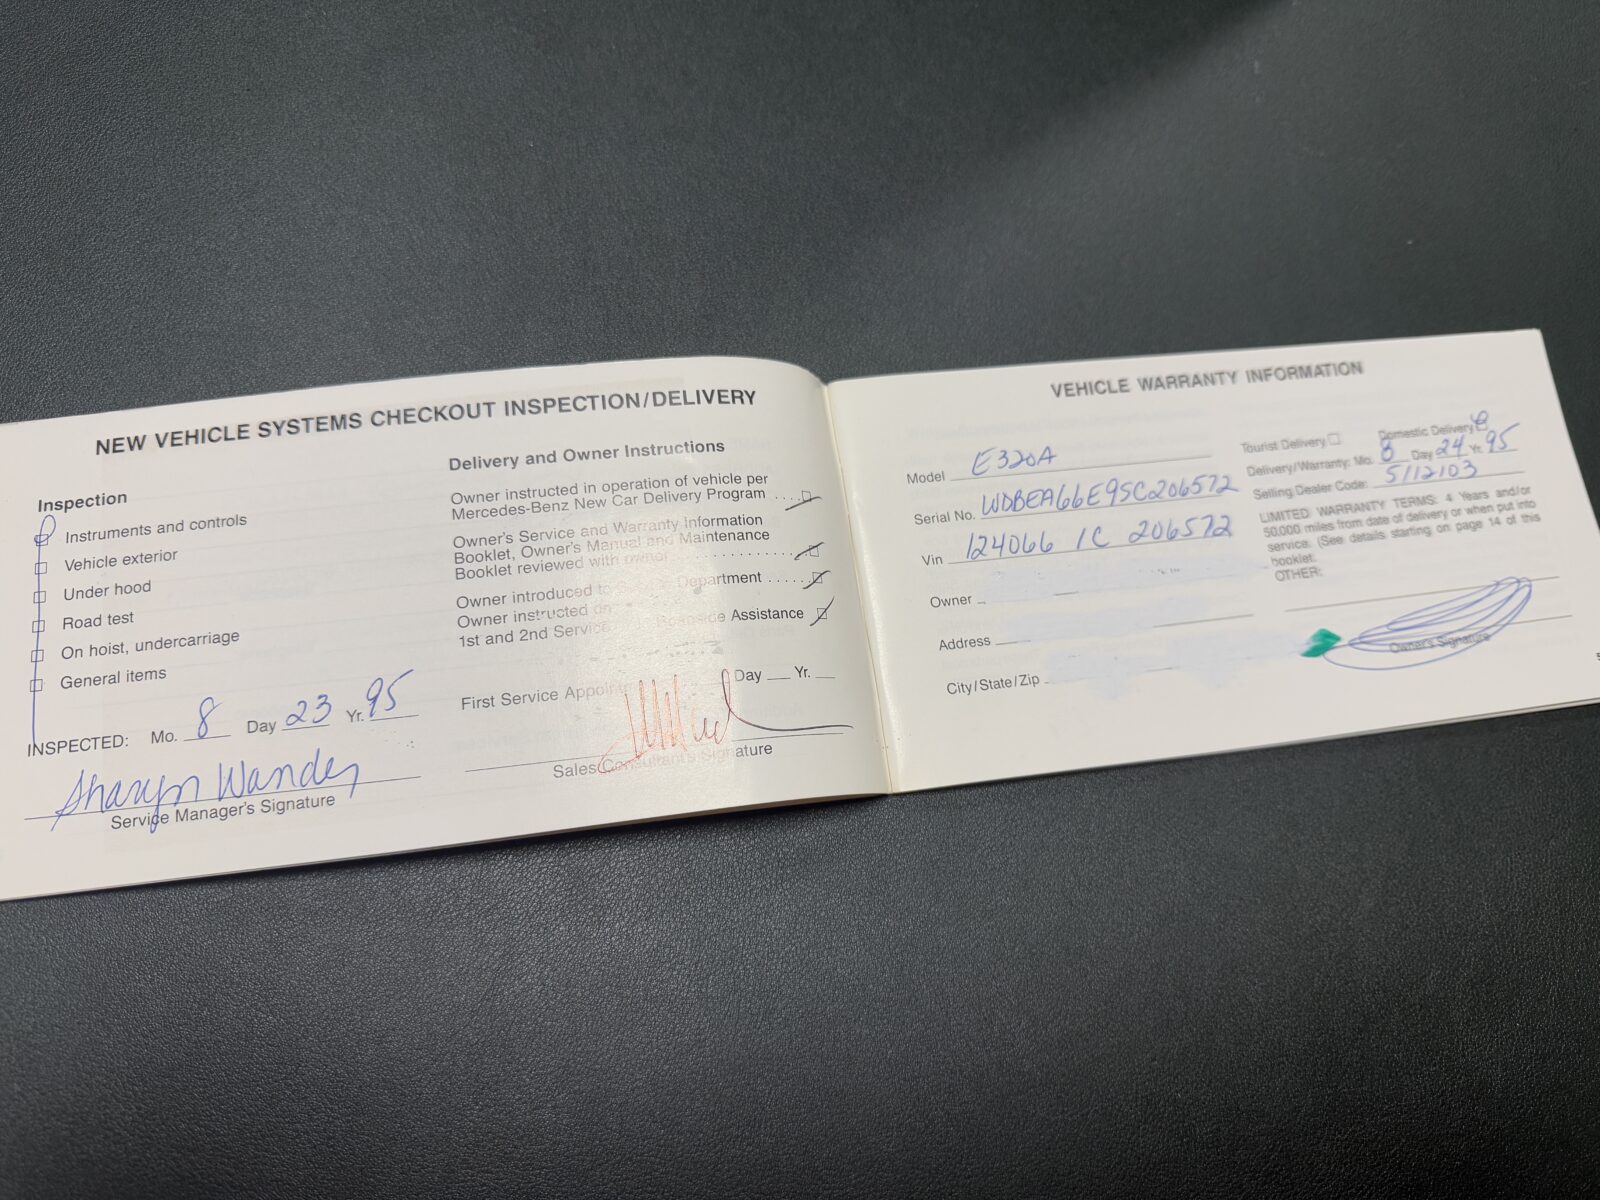 NEW VEHICLE SYSTEMS CHECKOUT INSPECTION/DELIVERY
Inspection
Instruments and controls
Vehicle exterior
Under hood
Road test
On hoist, undercarriage
General items
INSPECTED: Mo. 8 Day 23 Yr. 95
Sharyn
Service Manager's Signature
Delivery and Owner Instructions
Owner instructed in operation of vehicle per
Mercedes-Benz New Car Delivery Program ....
Owner's Service and Warranty Information
Booklet, Owner's Manual and Maintenance
Booklet reviewed with owner ..............
Owner introduced to Department ......
Owner instructed on Roadside Assistance
1st and 2nd Service
First Service Day Yr.
Sales Consultant's Signature
VEHICLE WARRANTY INFORMATION
Model E320A
Serial No. WDBEA66E9SC206572
Vin 124066 1C 206572
Owner
Address
City/State/Zip
Tourist Delivery Domestic Delivery
Delivery/Warranty: Mo. 8 Day 24 Yr. 95
Selling Dealer Code: 5/12103
LIMITED WARRANTY TERMS: 4 Years and/or
50,000 miles from date of delivery or when put into
service. (See details starting on page 14 of this
booklet.
OTHER:
Owner's Signature
5